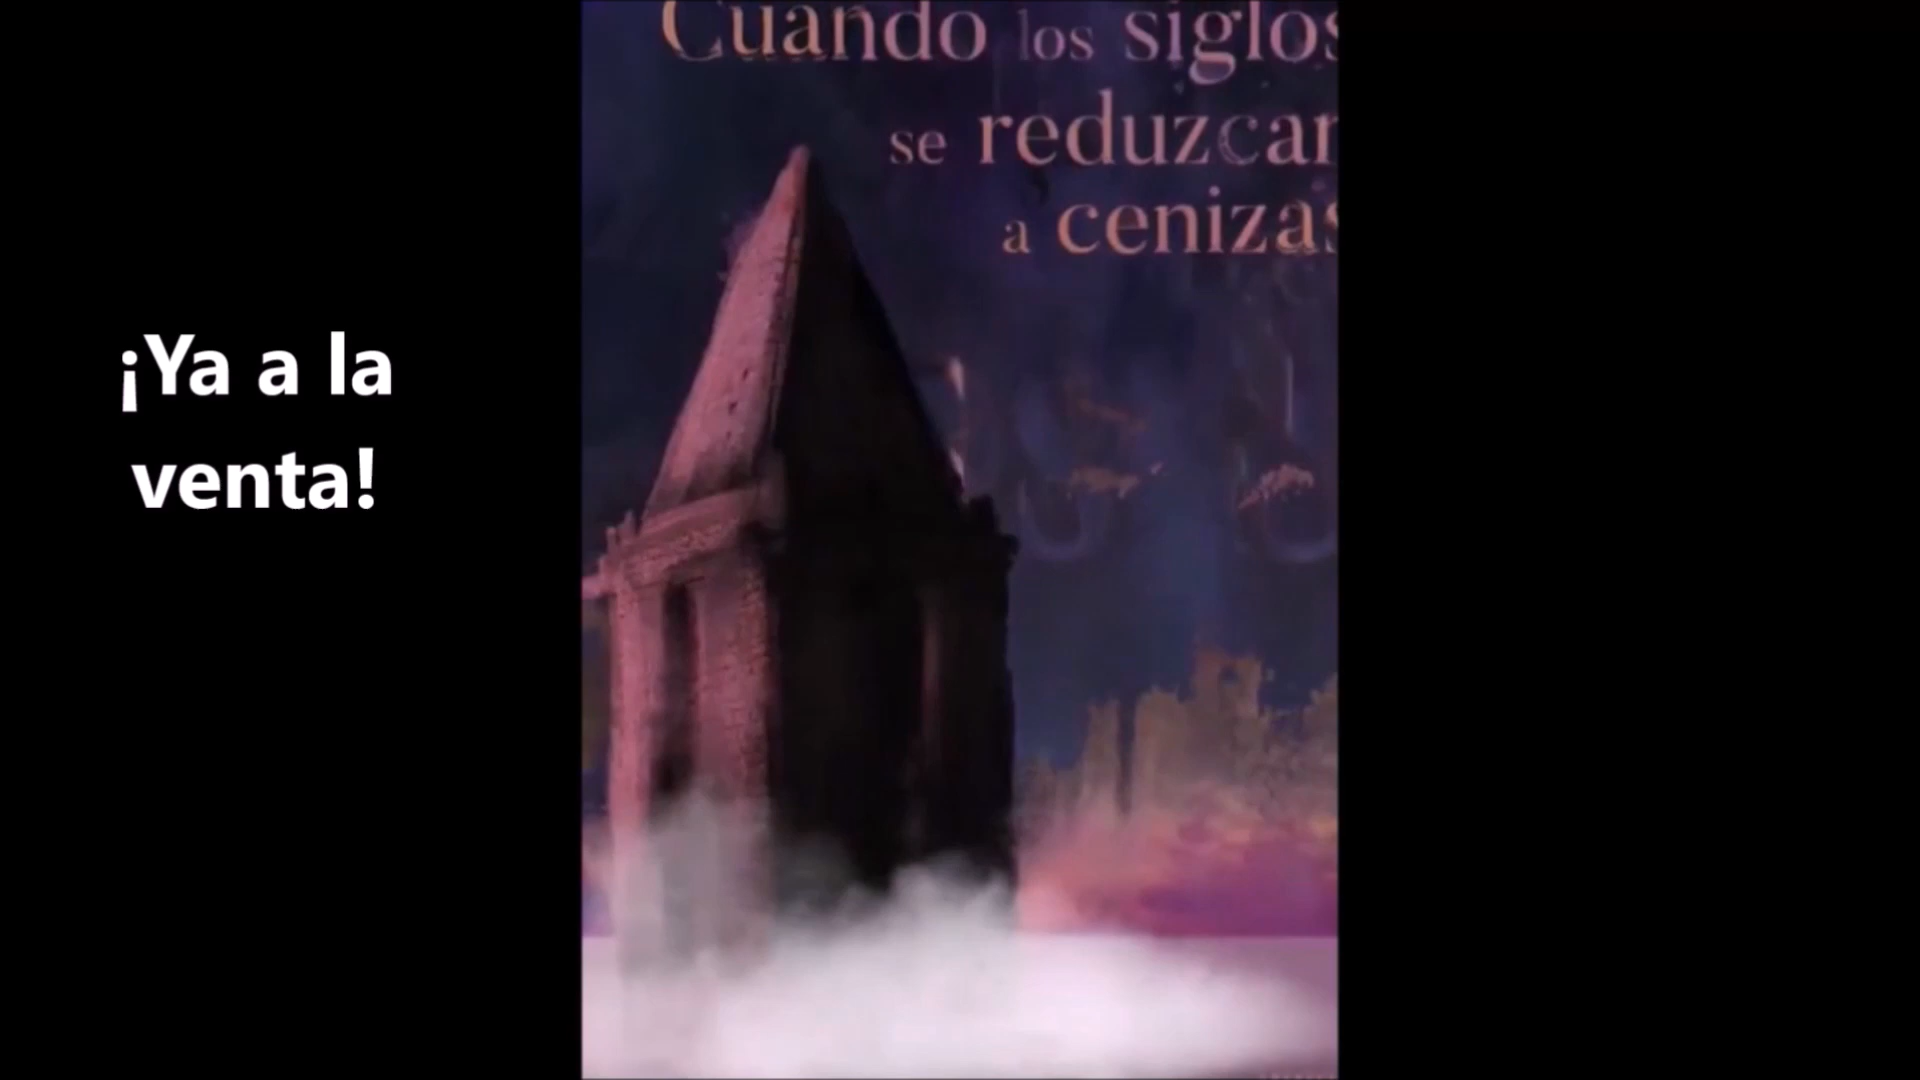 Cuando los siglos
se reduzcan
a cenizas
¡Ya a la
venta!